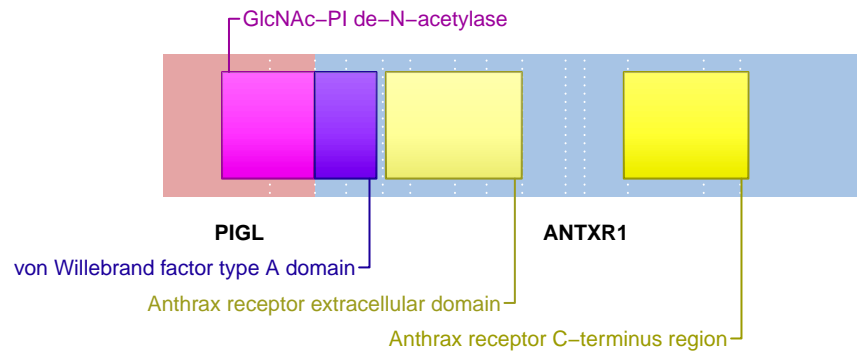 GlcNAc−PI de−N−acetylase
PIGL
ANTXR1
von Willebrand factor type A domain
Anthrax receptor extracellular domain
Anthrax receptor C−terminus region